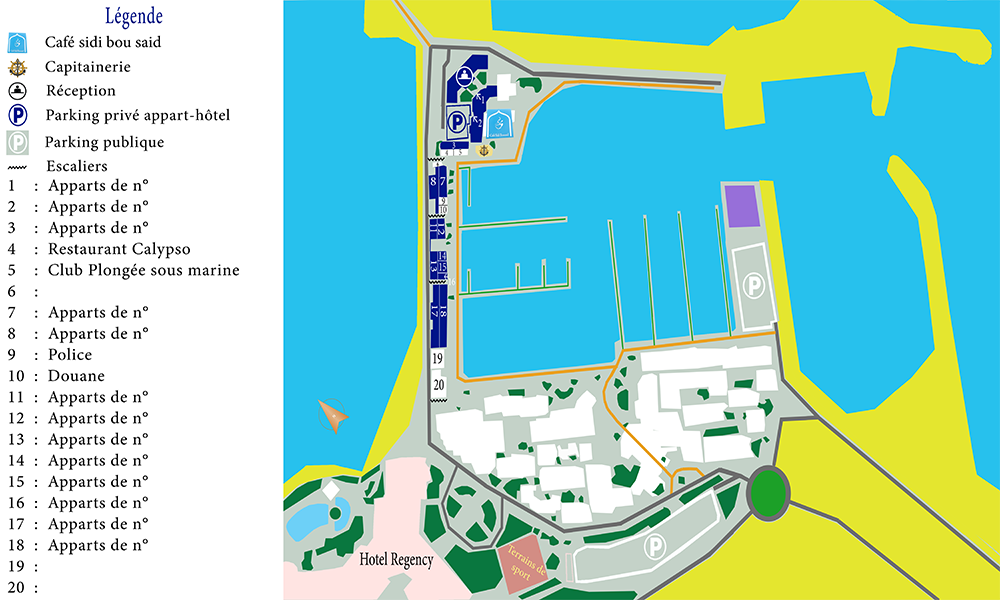 Légende
Café sidi bou said
Capitainerie
Réception
P Parking privé appart-hôtel
P Parking publique
Escaliers
1 : Apparts de n°
2 : Apparts de n°
3 : Apparts de n°
4 : Restaurant Calypso
5 : Club Plongée sous marine
6 :
7 : Apparts de n°
8 : Apparts de n°
9 : Police
10 : Douane
11 : Apparts de n°
12 : Apparts de n°
13 : Apparts de n°
14 : Apparts de n°
15 : Apparts de n°
16 : Apparts de n°
17 : Apparts de n°
18 : Apparts de n°
19 :
20 :
1
P
2
3
4 5
8 7
9
10
11 12
14
13 15
16
17 18
19
20
P
P
Hotel Regency
Terrains de
sport